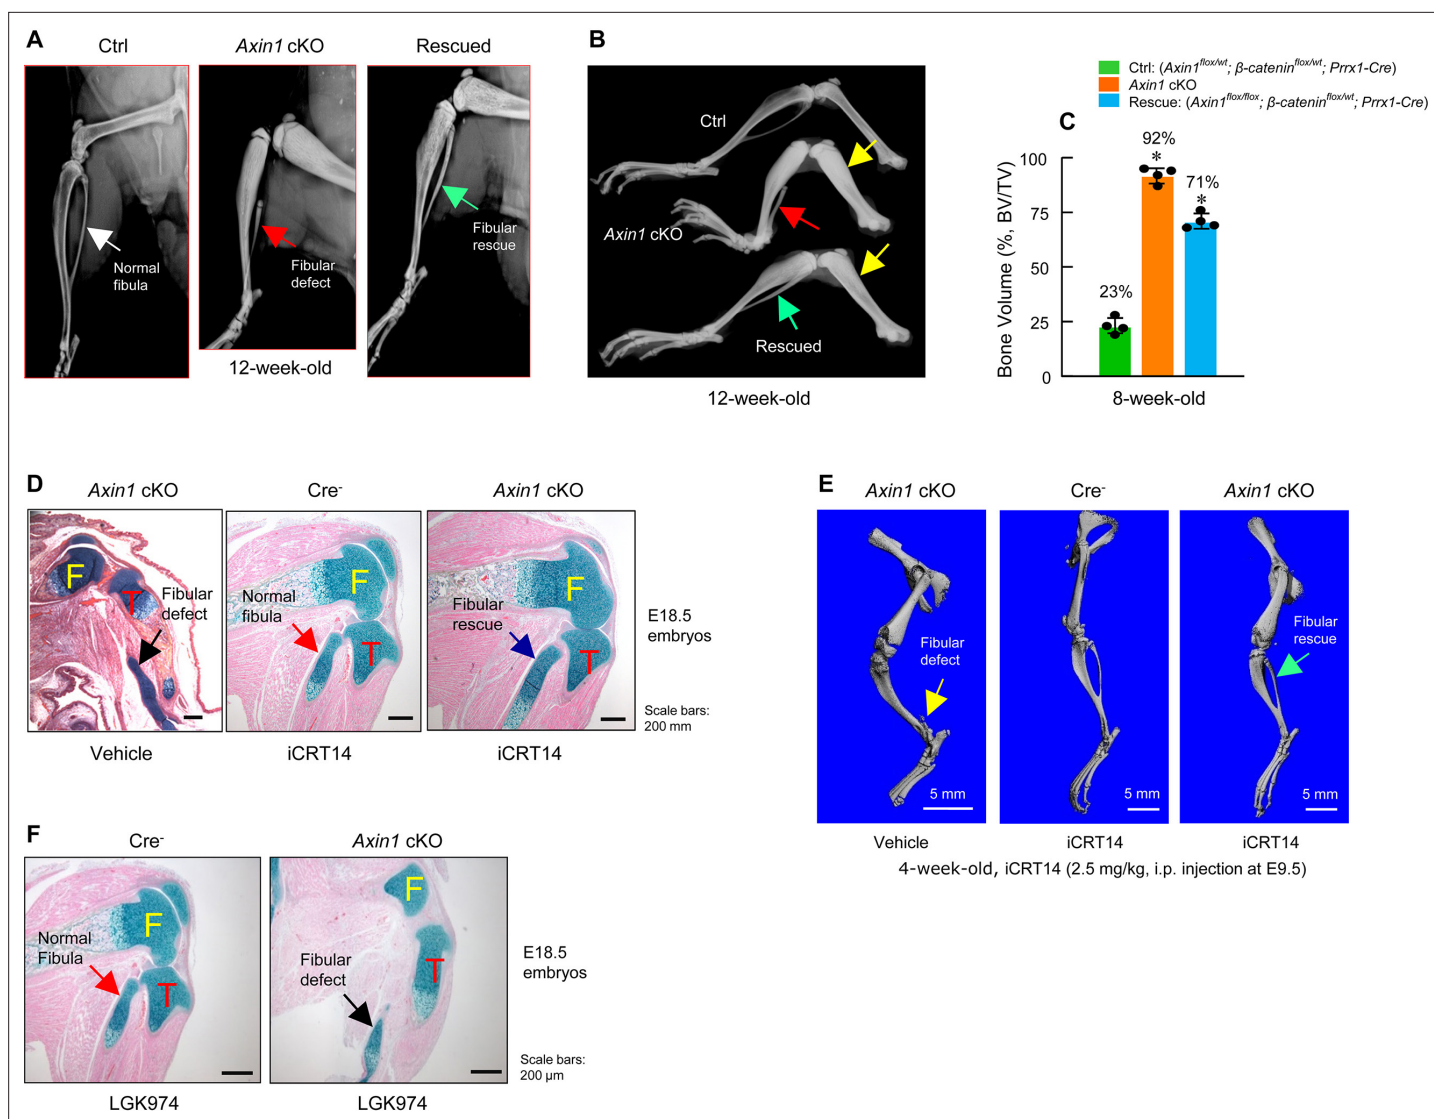 A
Ctrl
Axin1 cKO
Rescued
Normal
fibula
Fibular
defect
Fibular
rescue
12-week-old
B
Ctrl
Axin1 cKO
Rescued
12-week-old
Ctrl: (Axin1flox/wt; β-cateninflox/wt; Prrx1-Cre)
Axin1 cKO
Rescue: (Axin1flox/flox; β-cateninflox/wt; Prrx1-Cre)
C
Bone Volume (%, BV/TV)
100
75
50
25
0
23%
92%
*
71%
*
8-week-old
D
Axin1 cKO
Cre-
Axin1 cKO
F
T
Fibular
defect
Normal
fibula
F
T
Fibular
rescue
F
T
E18.5
embryos
Scale bars:
200 mm
Vehicle
iCRT14
iCRT14
E
Axin1 cKO
Cre-
Axin1 cKO
Fibular
defect
Fibular
rescue
5 mm
5 mm
5 mm
Vehicle
iCRT14
iCRT14
4-week-old, iCRT14 (2.5 mg/kg, i.p. injection at E9.5)
F
Cre-
Axin1 cKO
Normal
Fibula
F
T
Fibular
defect
F
T
E18.5
embryos
Scale bars:
200 µm
LGK974
LGK974